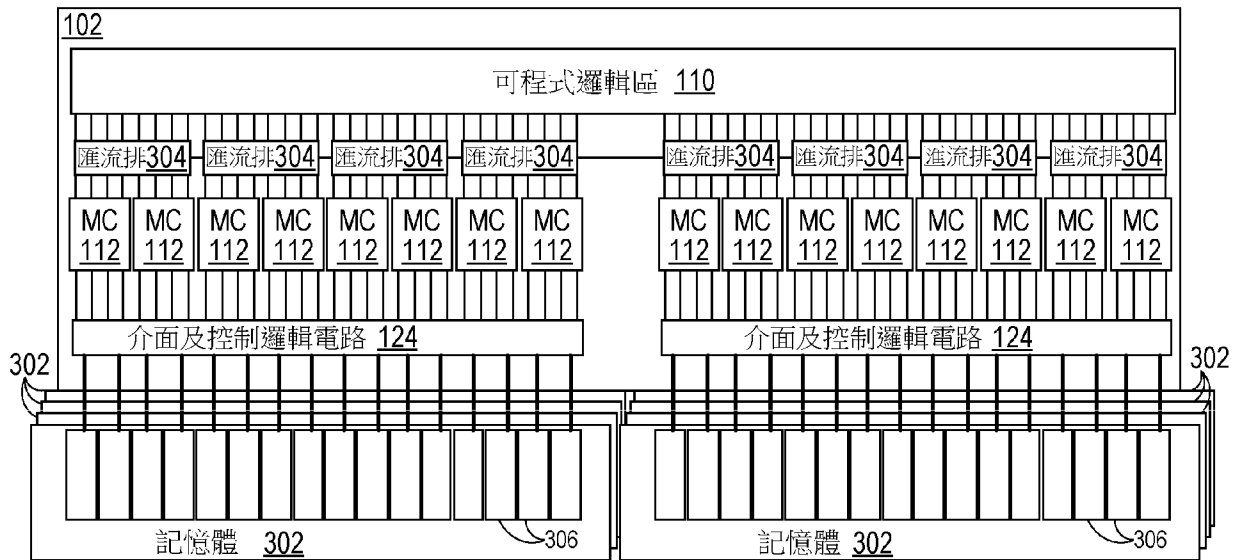 102
可程式邏輯區 110
匯流排304 匯流排304 匯流排304 匯流排304 匯流排304 匯流排304 匯流排304 匯流排304
MC MC MC MC MC MC MC MC MC MC MC MC MC MC MC MC
112 112 112 112 112 112 112 112 112 112 112 112 112 112 112 112
介面及控制邏輯電路 124 介面及控制邏輯電路 124
302 302
306 306
記憶體 302 記憶體 302